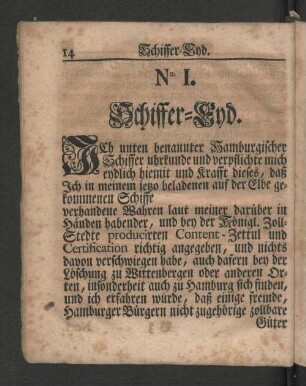 14 Schiffer-Eyd.
No. I.
Schiffer-Eyd.
ICh unten benannter Hamburgischer
Schiffer uhrkunde und verpflichte mich
eydlich hiemit und Krafft dieses, daß
Ich in meinem jetzo beladenen auf der Elbe ge-
kommenen Schiffe
verhandene Wahren laut meiner darüber in
Händen habender, und bey der Königl. Zoll-
Stedte producirten Content-Zettul und
Certification richtig angegeben, und nichts
davon verschwiegen habe, auch dafern bey der
Löschung zu Wittenbergen oder anderen Or-
ten, insonderheit auch zu Hamburg sich finden,
und ich erfahren würde, daß einige fremde,
Hamburger Bürgern nicht zugehörige zollbare
Güter